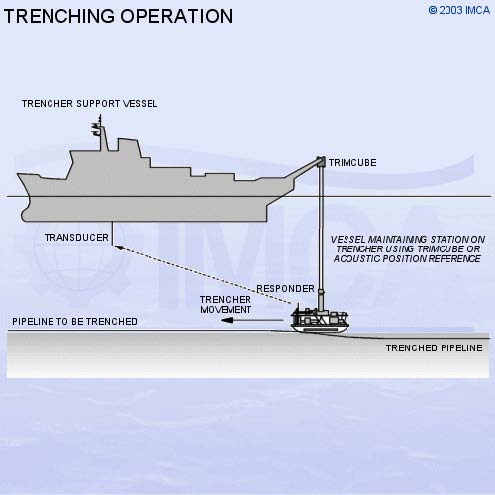 TRENCHING OPERATION
© 2003 IMCA
TRENCHER SUPPORT VESSEL
TRIMCUBE
TRANSDUCER
VESSEL MAINTAINING STATION ON
TRENCHER USING TRIMCUBE OR
ACOUSTIC POSITION REFERENCE
IMCA
RESPONDER
TRENCHER
MOVEMENT
PIPELINE TO BE TRENCHED
TRENCHED PIPELINE